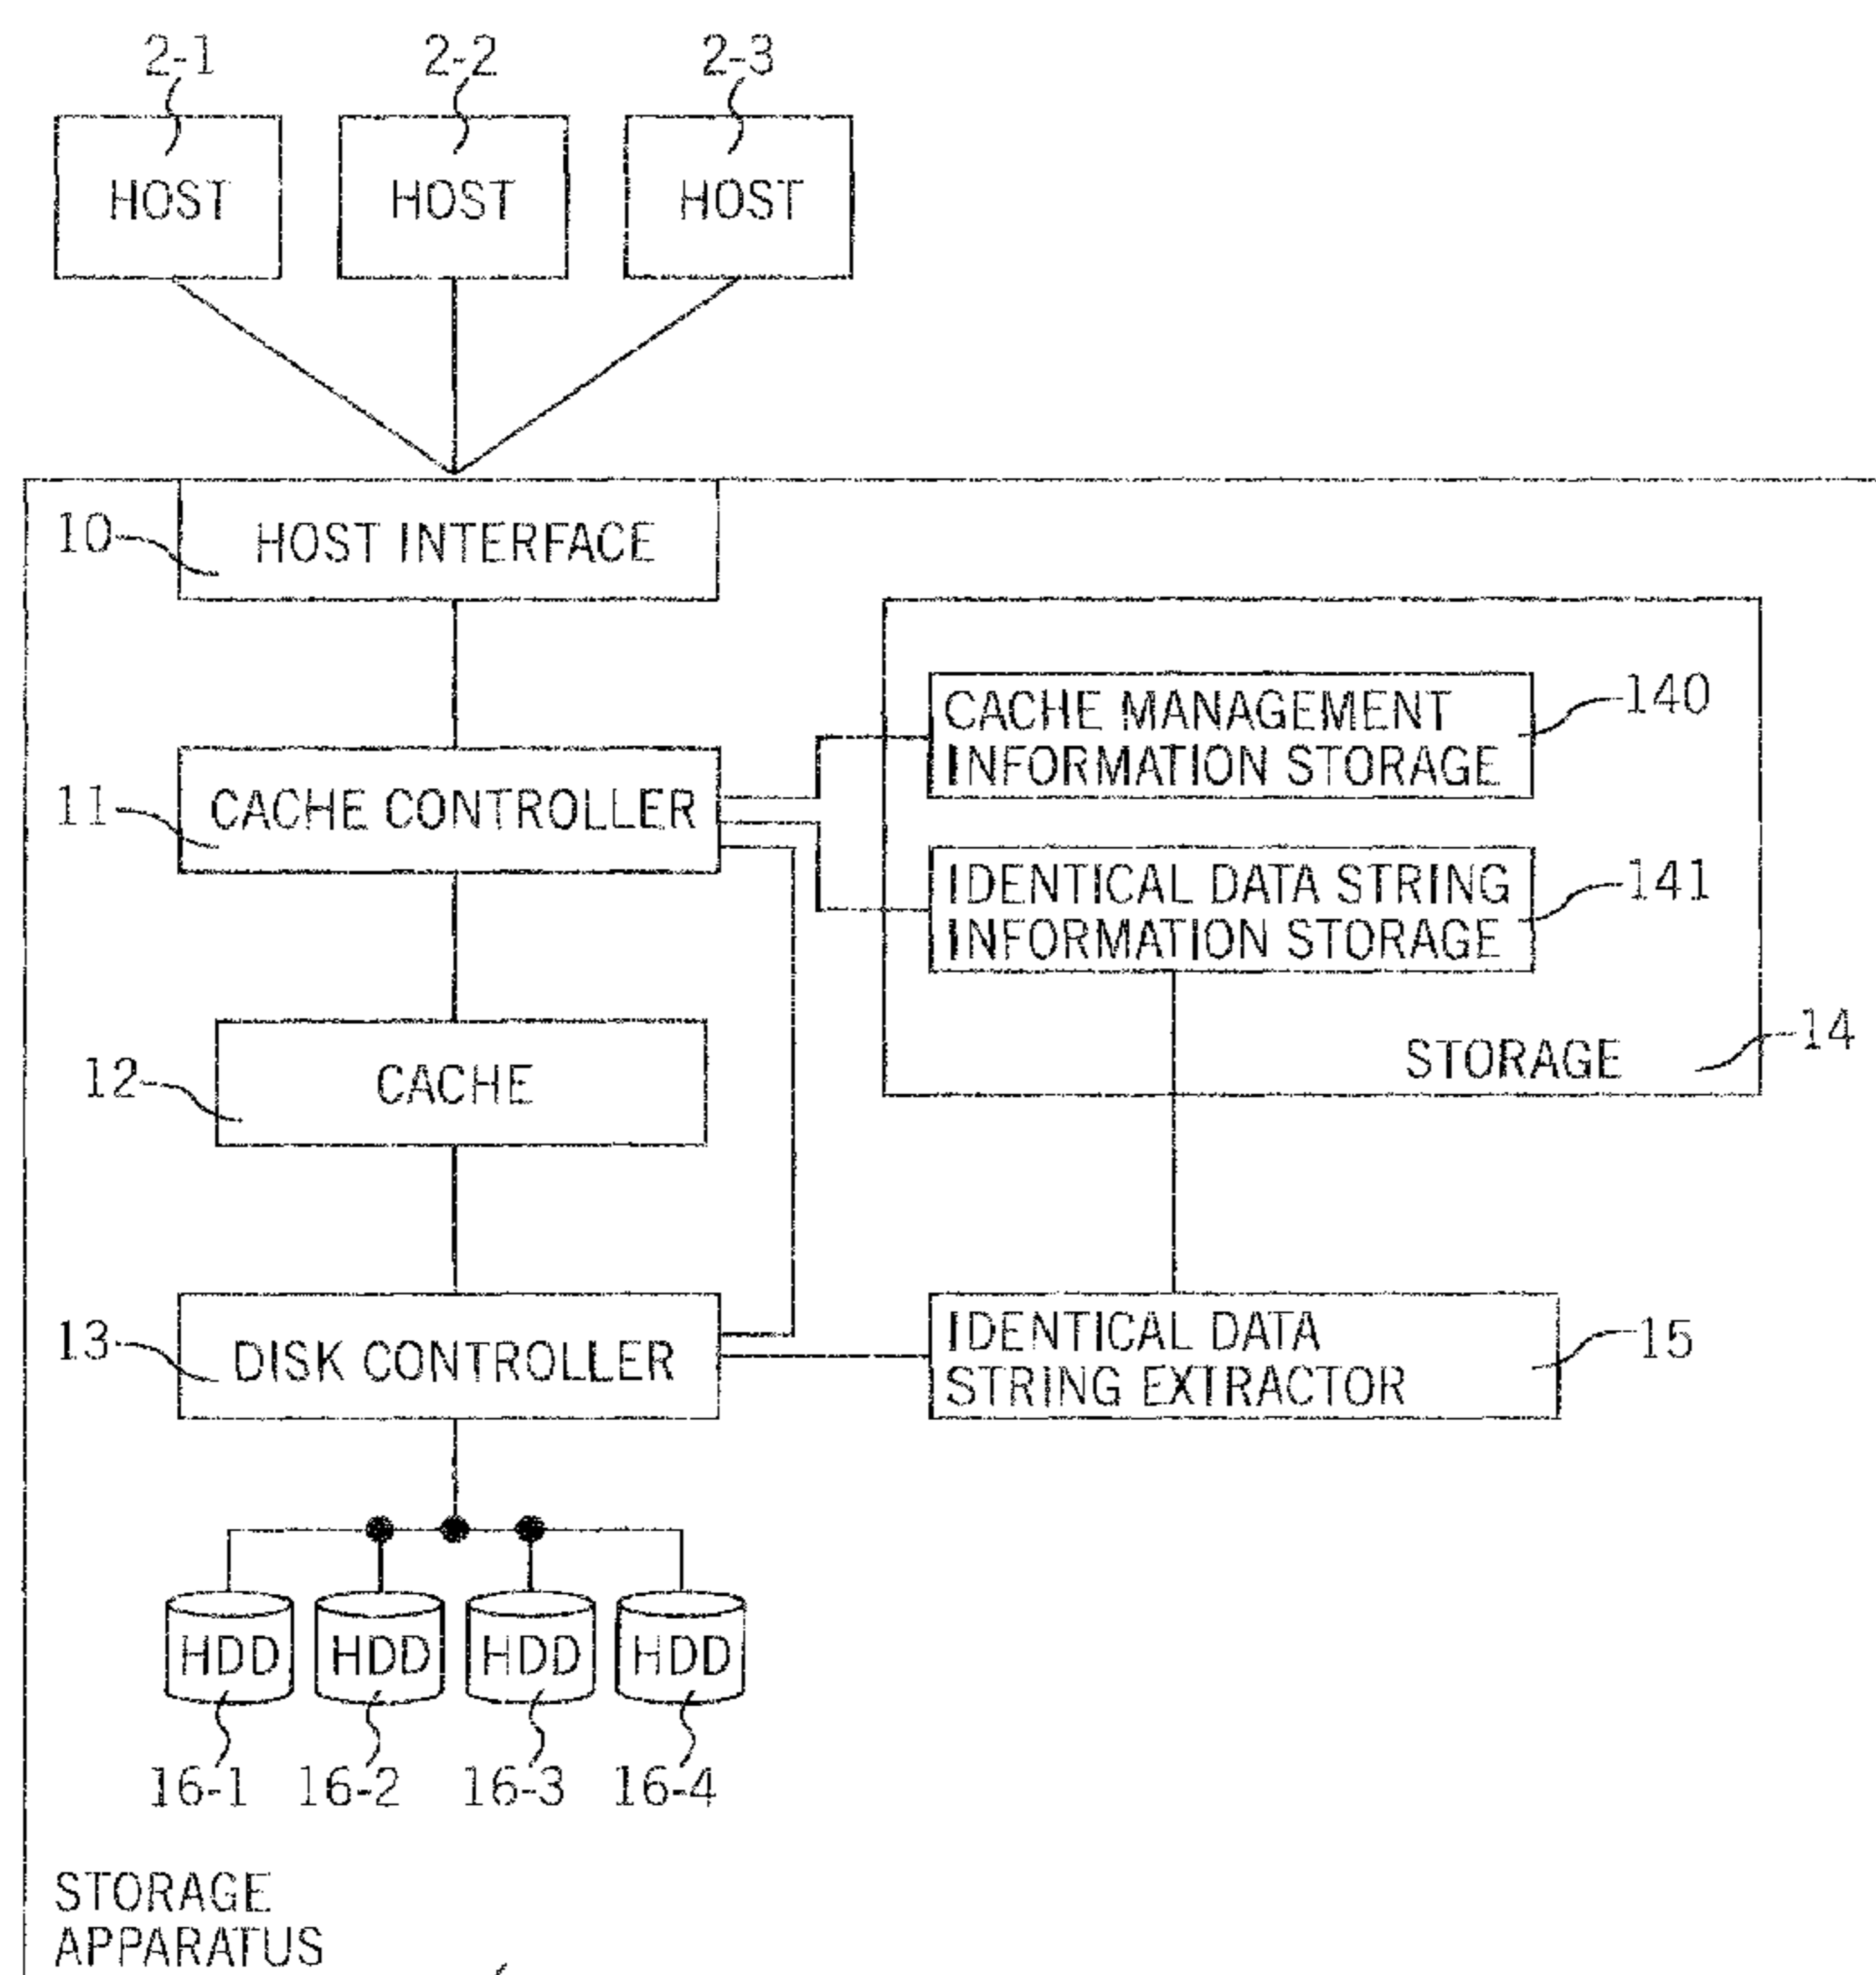 2-1 2-2 2-3
HOST HOST HOST
10 HOST INTERFACE
CACHE MANAGEMENT 140
INFORMATION STORAGE
11 CACHE CONTROLLER
IDENTICAL DATA STRING 141
INFORMATION STORAGE
STORAGE 14
12 CACHE
13 DISK CONTROLLER
IDENTICAL DATA 15
STRING EXTRACTOR
HDD HDD HDD HDD
16-1 16-2 16-3 16-4
STORAGE
APPARATUS